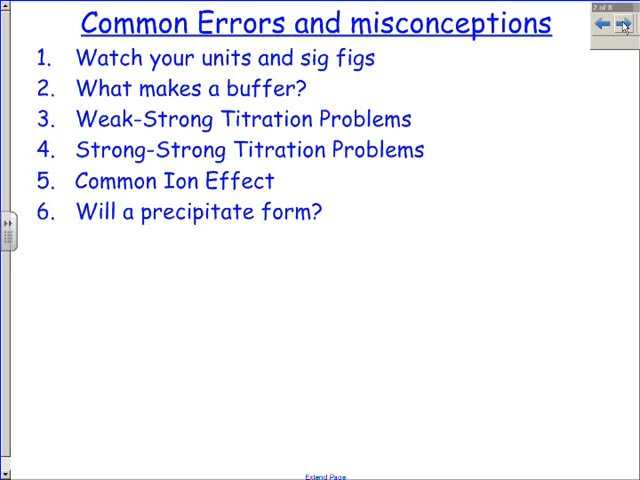 Common Errors and misconceptions
2 of 8
1. Watch your units and sig figs
2. What makes a buffer?
3. Weak-Strong Titration Problems
4. Strong-Strong Titration Problems
5. Common Ion Effect
6. Will a precipitate form?
Extend Page